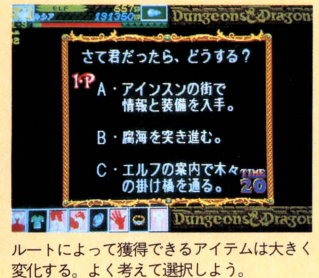 ELF
557
191350
Dungeons&Dragon
さて君だったら、どうする？
1P
A・アインスンの街で
情報と装備を入手。
B・腐海を突き進む。
C・エルフの案内で木々
の掛け橋を通る。
TIME
20
Dungeons&Dragon
ルートによって獲得できるアイテムは大きく
変化する。よく考えて選択しよう。